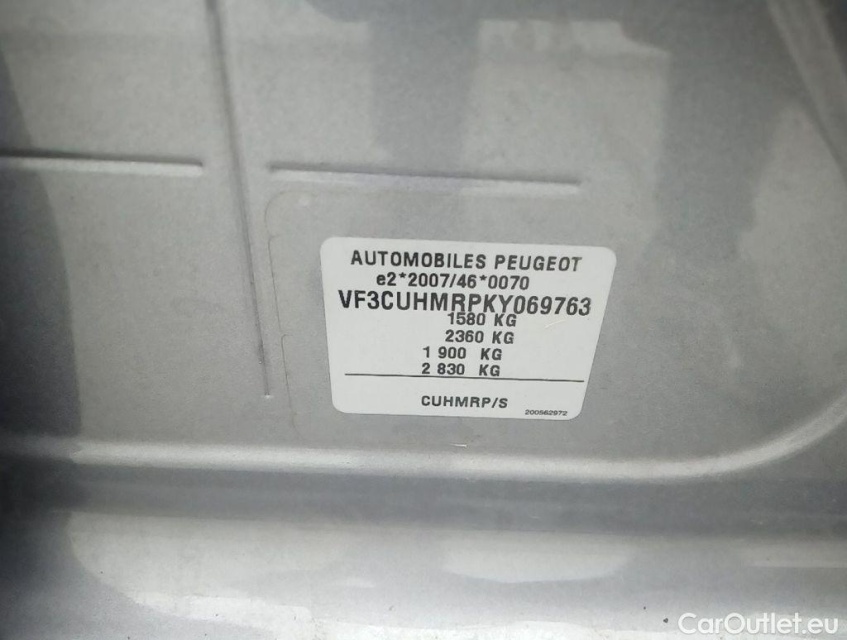 AUTOMOBILES PEUGEOT
e2*2007/46*0070
VF3CUHMRPKY069763
1580 KG
2360 KG
1 900 KG
2 830 KG
CUHMRP/S
200562972
CarOutlet.eu